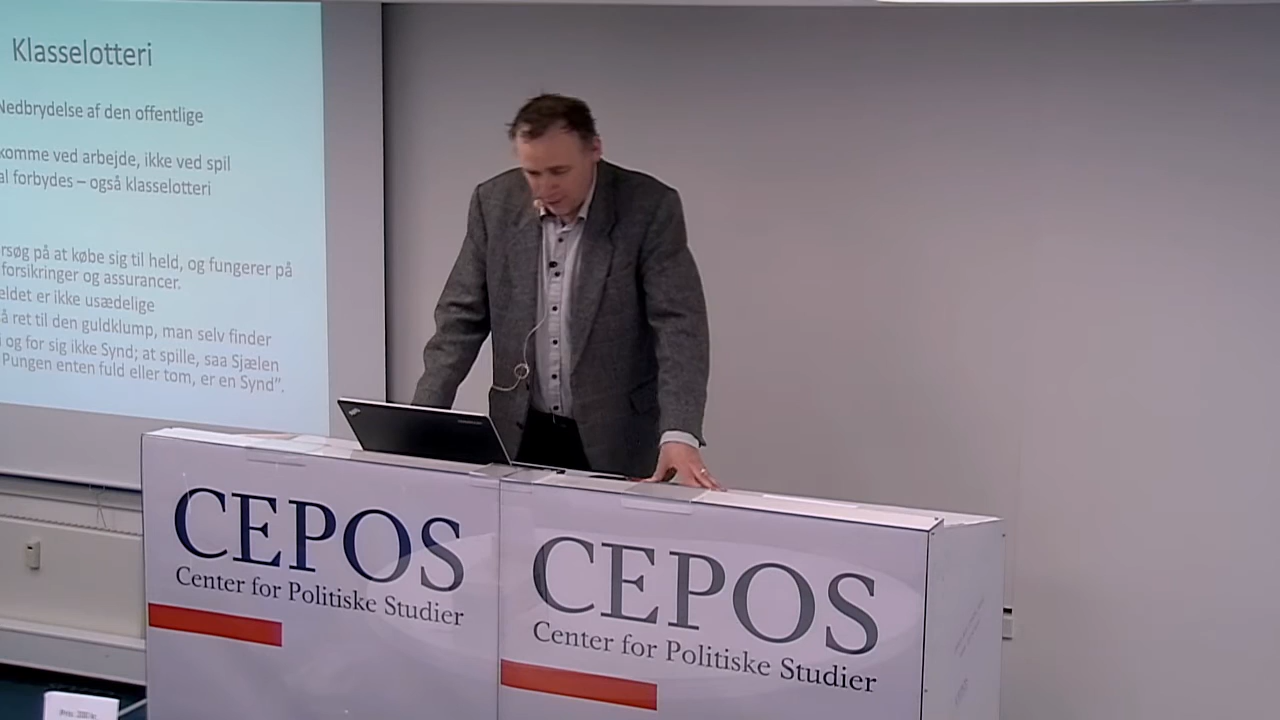 Klasselotteri
Nedbrydelse af den offentlige
komme ved arbejde, ikke ved spil
forbydes – også klasselotteri
på at købe sig til held, og fungerer på
forsikringer og assurancer.
er ikke usædelige
ret til den guldklump, man selv finder
og for sig ikke Synd; at spille, saa Sjælen
Pungen enten fuld eller tom, er en Synd”.
CEPOS
Center for Politiske Studier
CEPOS
Center for Politiske Studier